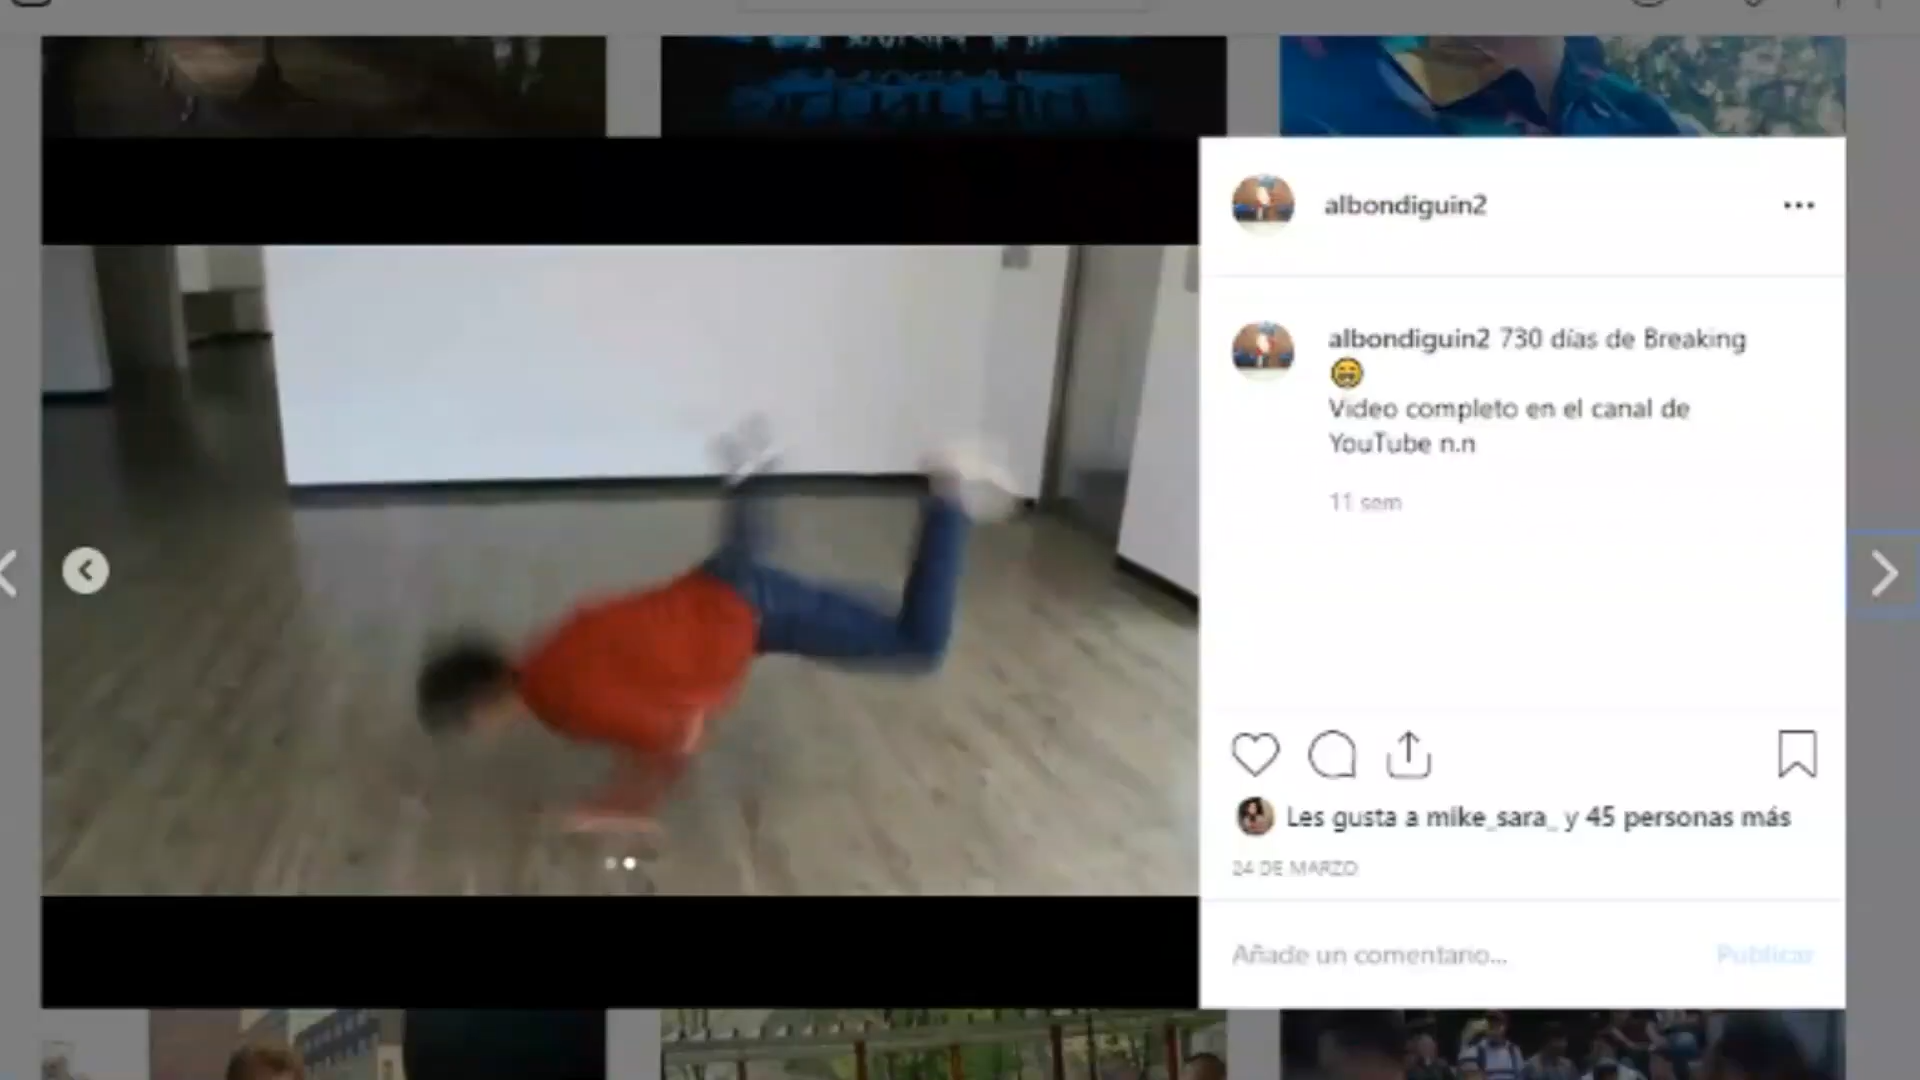 albondiguin2
albondiguin2 730 días de Breaking
😄
Video completo en el canal de
YouTube n.n
11 sem
Les gusta a mike_sara_ y 45 personas más
24 DE MARZO
Añade un comentario...
Publicar